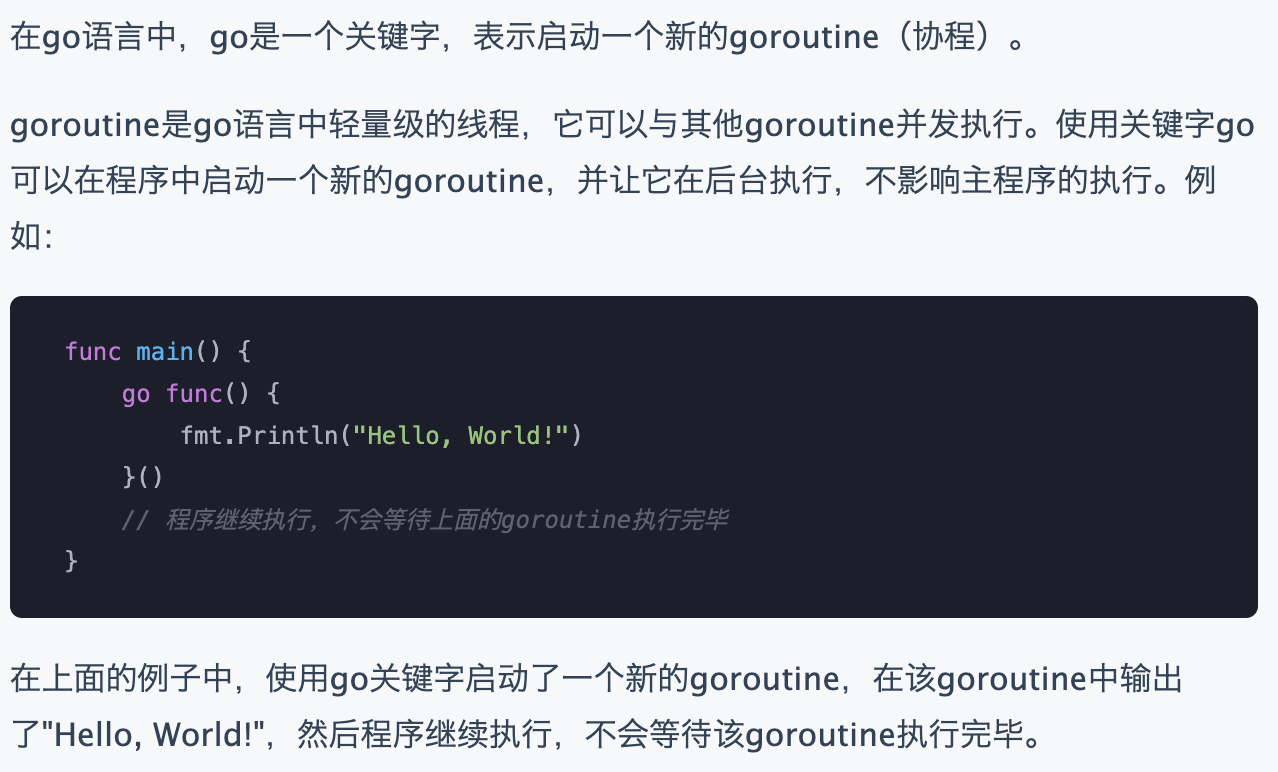 在go语言中，go是一个关键字，表示启动一个新的goroutine（协程）。
goroutine是go语言中轻量级的线程，它可以与其他goroutine并发执行。使用关键字go
可以在程序中启动一个新的goroutine，并让它在后台执行，不影响主程序的执行。例
如：
func main() {
    go func() {
        fmt.Println("Hello, World!")
    }()
    // 程序继续执行，不会等待上面的goroutine执行完毕
}
在上面的例子中，使用go关键字启动了一个新的goroutine，在该goroutine中输出
了"Hello, World!"，然后程序继续执行，不会等待该goroutine执行完毕。